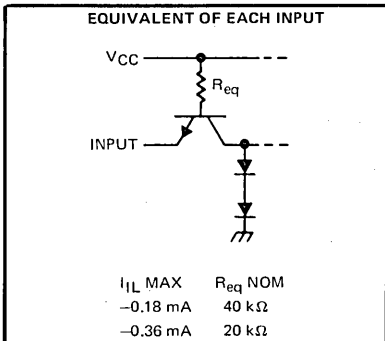 EQUIVALENT OF EACH INPUT
VCC
Req
INPUT
IIL MAX Req NOM
−0.18 mA 40 kΩ
−0.36 mA 20 kΩ